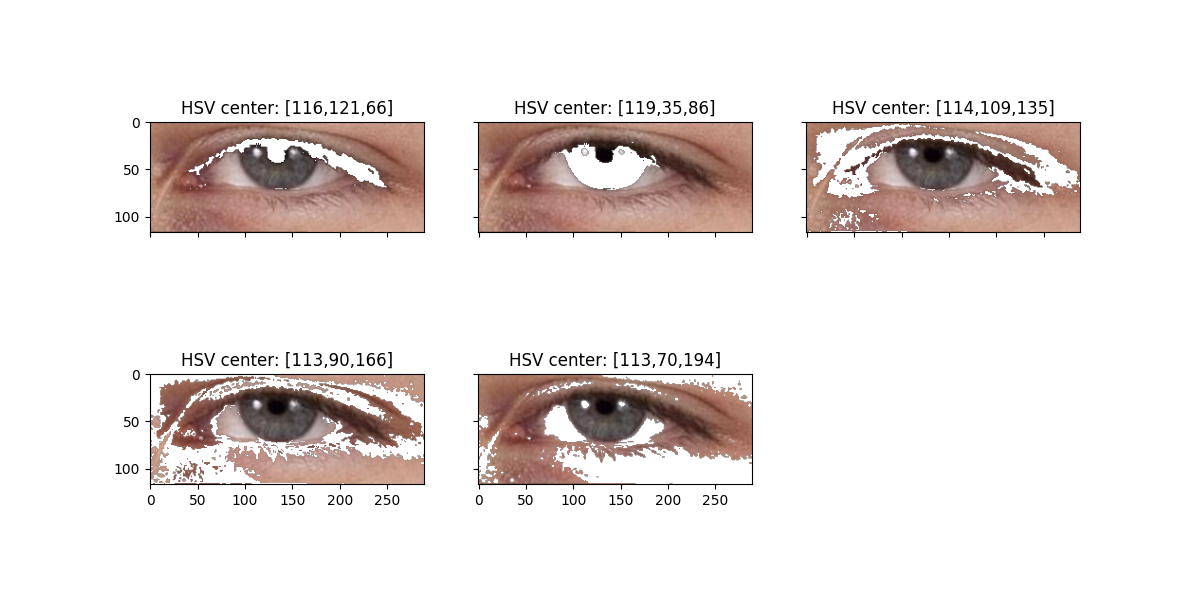 HSV center: [116,121,66]
HSV center: [119,35,86]
HSV center: [114,109,135]
0
50
100
HSV center: [113,90,166]
HSV center: [113,70,194]
0
50
100
0 50 100 150 200 250
0 50 100 150 200 250